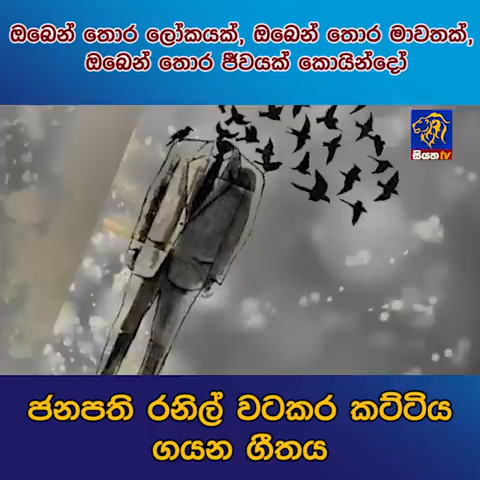 ඔබෙන් තොර ලෝකයක්, ඔබෙන් තොර මාවතක්,
ඔබෙන් තොර ජීවයක් කොයින්දෝ
සියත tv
ජනපති රනිල් වටකර කට්ටිය
ගයන ගීතය